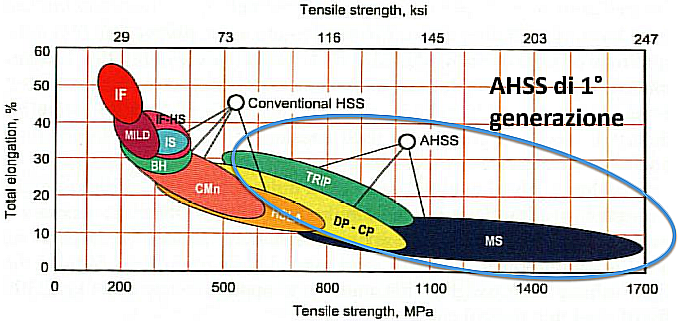 Tensile strength, ksi
29 73 116 145 203 247
60
50
40
30
20
10
0
Total elongation, %
IF
IF-HS
MILD
IS
BH
CMn
Conventional HSS
AHSS
AHSS di 1°
generazione
TRIP
DP - CP
MS
0 200 500 800 1100 1400 1700
Tensile strength, MPa